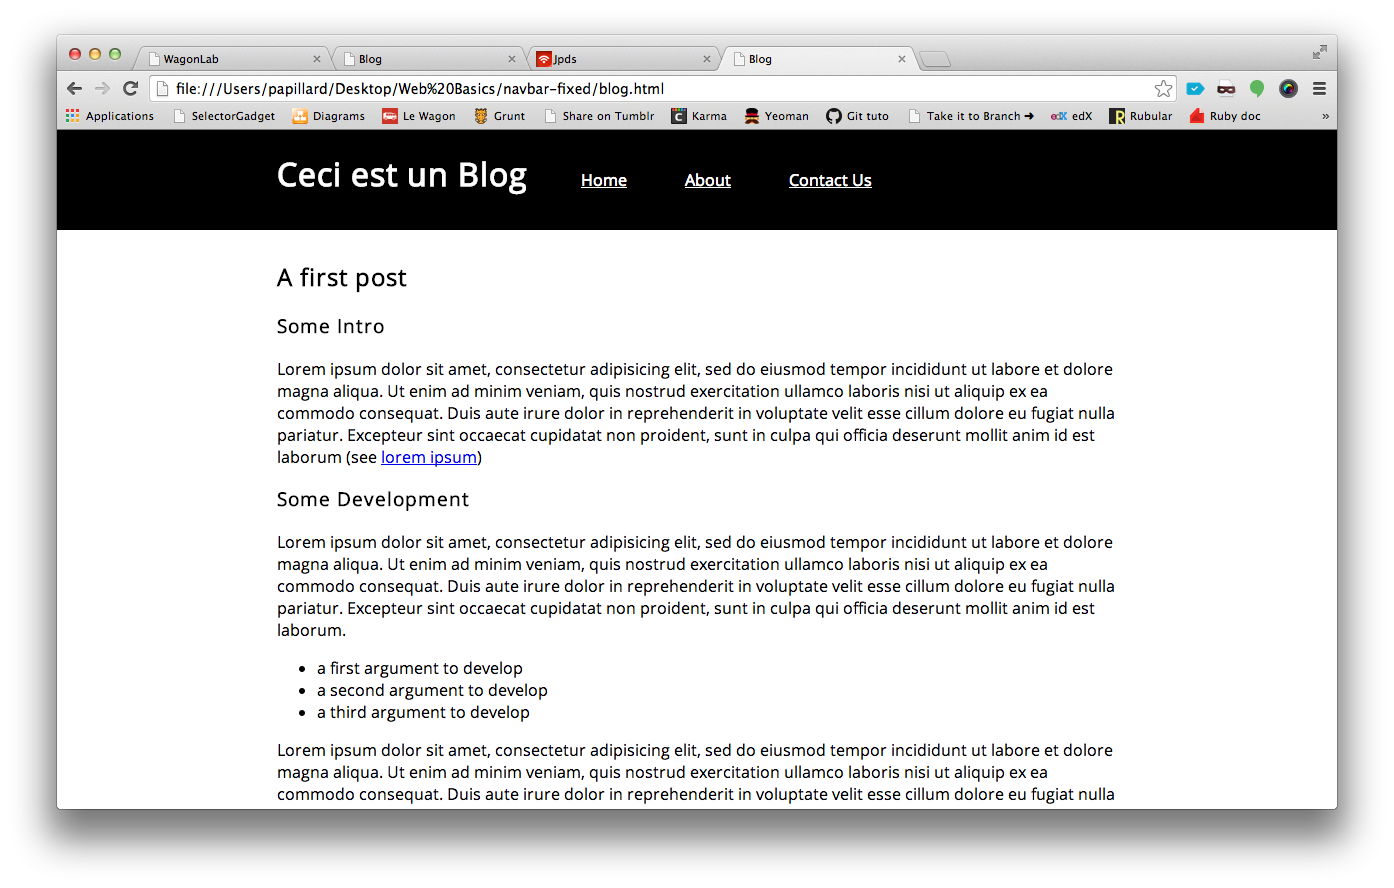 WagonLab
Blog
Jpds
Blog
file:///Users/papillard/Desktop/Web%20Basics/navbar-fixed/blog.html
Applications SelectorGadget Diagrams Le Wagon Grunt Share on Tumblr Karma Yeoman Git tuto Take it to Branch ➔ edX edX Rubular Ruby doc »
Ceci est un Blog Home About Contact Us
A first post
Some Intro
Lorem ipsum dolor sit amet, consectetur adipisicing elit, sed do eiusmod tempor incididunt ut labore et dolore
magna aliqua. Ut enim ad minim veniam, quis nostrud exercitation ullamco laboris nisi ut aliquip ex ea
commodo consequat. Duis aute irure dolor in reprehenderit in voluptate velit esse cillum dolore eu fugiat nulla
pariatur. Excepteur sint occaecat cupidatat non proident, sunt in culpa qui officia deserunt mollit anim id est
laborum (see lorem ipsum)
Some Development
Lorem ipsum dolor sit amet, consectetur adipisicing elit, sed do eiusmod tempor incididunt ut labore et dolore
magna aliqua. Ut enim ad minim veniam, quis nostrud exercitation ullamco laboris nisi ut aliquip ex ea
commodo consequat. Duis aute irure dolor in reprehenderit in voluptate velit esse cillum dolore eu fugiat nulla
pariatur. Excepteur sint occaecat cupidatat non proident, sunt in culpa qui officia deserunt mollit anim id est
laborum.
• a first argument to develop
• a second argument to develop
• a third argument to develop
Lorem ipsum dolor sit amet, consectetur adipisicing elit, sed do eiusmod tempor incididunt ut labore et dolore
magna aliqua. Ut enim ad minim veniam, quis nostrud exercitation ullamco laboris nisi ut aliquip ex ea
commodo consequat. Duis aute irure dolor in reprehenderit in voluptate velit esse cillum dolore eu fugiat nulla